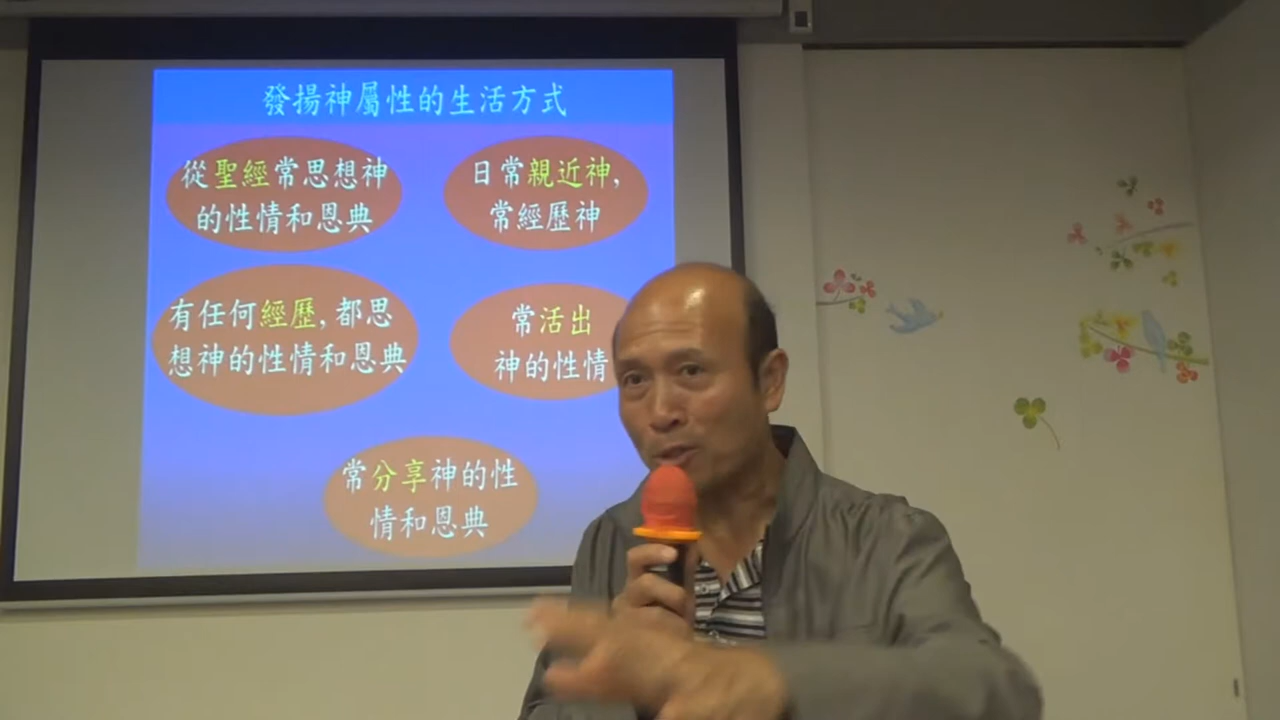 發揚神屬性的生活方式
從聖經常思想神
的性情和恩典
日常親近神,
常經歷神
有任何經歷,都思
想神的性情和恩典
常活出
神的性情
常分享神的性
情和恩典